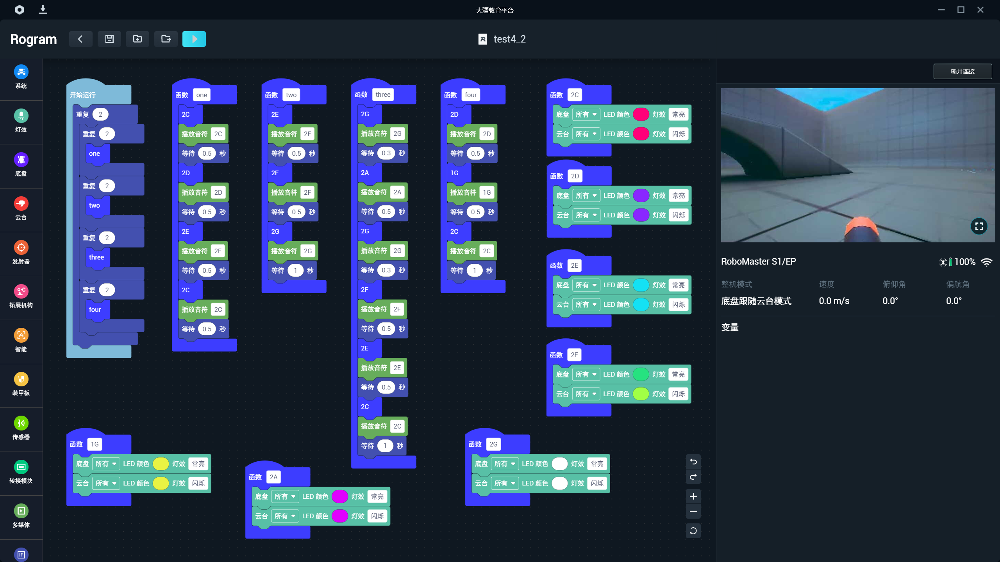 大疆教育平台
Rogram
test4_2
系统
灯效
底盘
云台
发射器
拓展机构
智能
装甲板
传感器
转接模块
多媒体
IF
开始运行
重复 2
重复 2
one
重复 2
two
重复 2
three
重复 2
four
函数 one
2C
播放音符 2C
等待 0.5 秒
2D
播放音符 2D
等待 0.5 秒
2E
播放音符 2E
等待 0.5 秒
2C
播放音符 2C
等待 0.5 秒
函数 two
2E
播放音符 2E
等待 0.5 秒
2F
播放音符 2F
等待 0.5 秒
2G
播放音符 2G
等待 1 秒
函数 three
2G
播放音符 2G
等待 0.3 秒
2A
播放音符 2A
等待 0.5 秒
2G
播放音符 2G
等待 0.3 秒
2F
播放音符 2F
等待 0.5 秒
2E
播放音符 2E
等待 0.5 秒
2C
播放音符 2C
等待 1 秒
函数 four
2D
播放音符 2D
等待 0.5 秒
1G
播放音符 1G
等待 0.5 秒
2C
播放音符 2C
等待 1 秒
函数 2C
底盘 所有 LED 颜色 灯效 常亮
云台 所有 LED 颜色 灯效 闪烁
函数 2D
底盘 所有 LED 颜色 灯效 常亮
云台 所有 LED 颜色 灯效 闪烁
函数 2E
底盘 所有 LED 颜色 灯效 常亮
云台 所有 LED 颜色 灯效 闪烁
函数 2F
底盘 所有 LED 颜色 灯效 常亮
云台 所有 LED 颜色 灯效 闪烁
函数 1G
底盘 所有 LED 颜色 灯效 常亮
云台 所有 LED 颜色 灯效 闪烁
函数 2A
底盘 所有 LED 颜色 灯效 常亮
云台 所有 LED 颜色 灯效 闪烁
函数 2G
底盘 所有 LED 颜色 灯效 常亮
云台 所有 LED 颜色 灯效 闪烁
断开连接
RoboMaster S1/EP 100%
整机模式 速度 俯仰角 偏航角
底盘跟随云台模式 0.0 m/s 0.0° 0.0°
变量